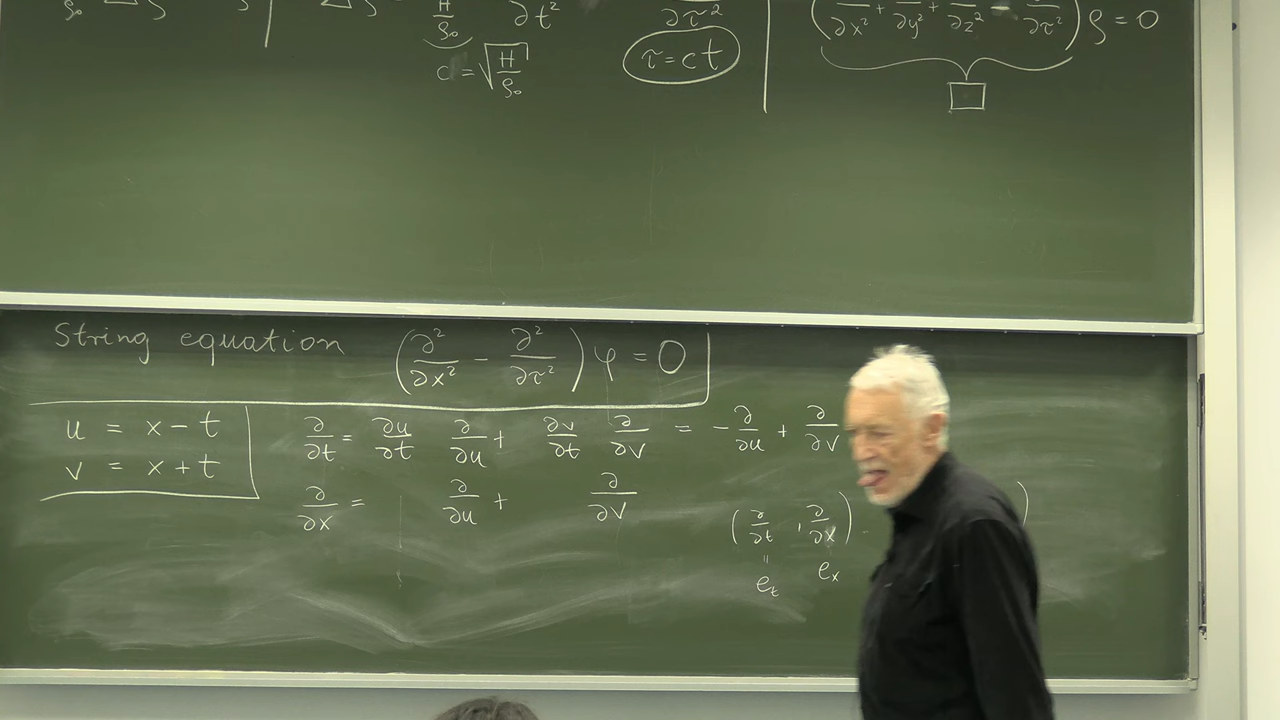 H/ρ₀ ∂t² ∂τ² (∂x² + ∂y² + ∂z² − ∂τ²) ρ = 0
c = √(H/ρ₀) τ = ct □
String equation (∂²/∂x² − ∂²/∂τ²) φ = 0
u = x − t ∂/∂t = ∂u/∂t ∂/∂u + ∂v/∂t ∂/∂v = − ∂/∂u + ∂/∂v
v = x + t ∂/∂x = ∂/∂u + ∂/∂v
(∂/∂t , ∂/∂x) )
" 
e_t e_x